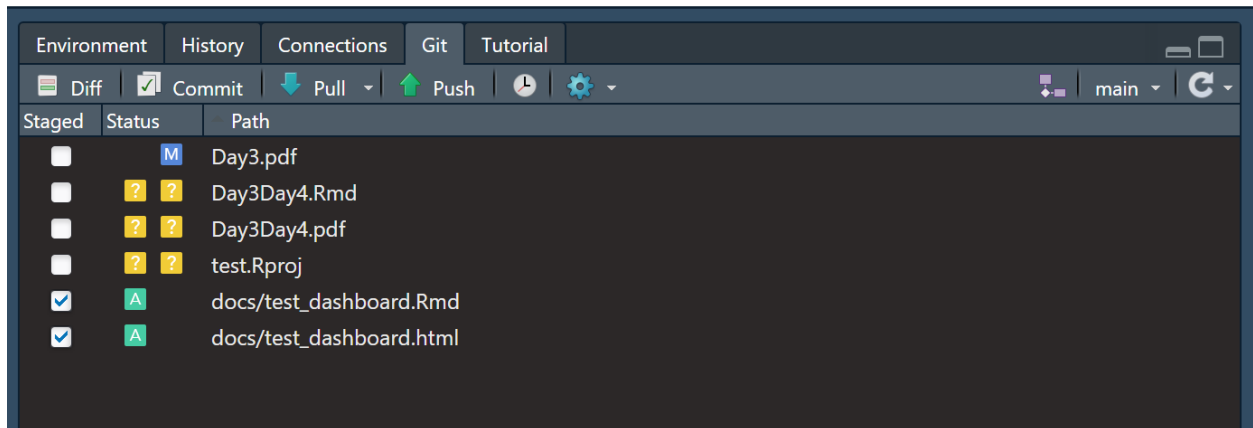 Environment History Connections Git Tutorial
Diff Commit Pull Push main
Staged Status Path
M Day3.pdf
? ? Day3Day4.Rmd
? ? Day3Day4.pdf
? ? test.Rproj
A docs/test_dashboard.Rmd
A docs/test_dashboard.html